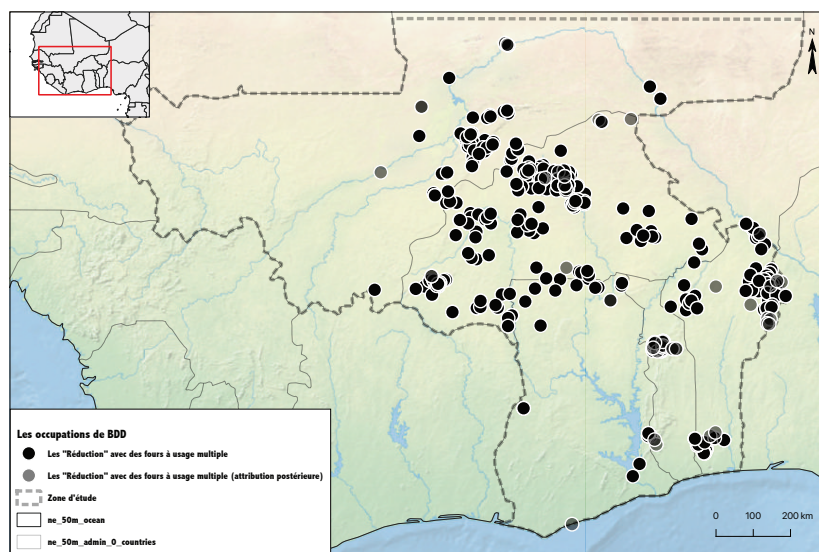 N
Les occupations de BDD
Les "Réduction" avec des fours à usage multiple
Les "Réduction" avec des fours à usage multiple (attribution postérieure)
Zone d'étude
ne_50m_ocean
ne_50m_admin_0_countries
0 100 200 km